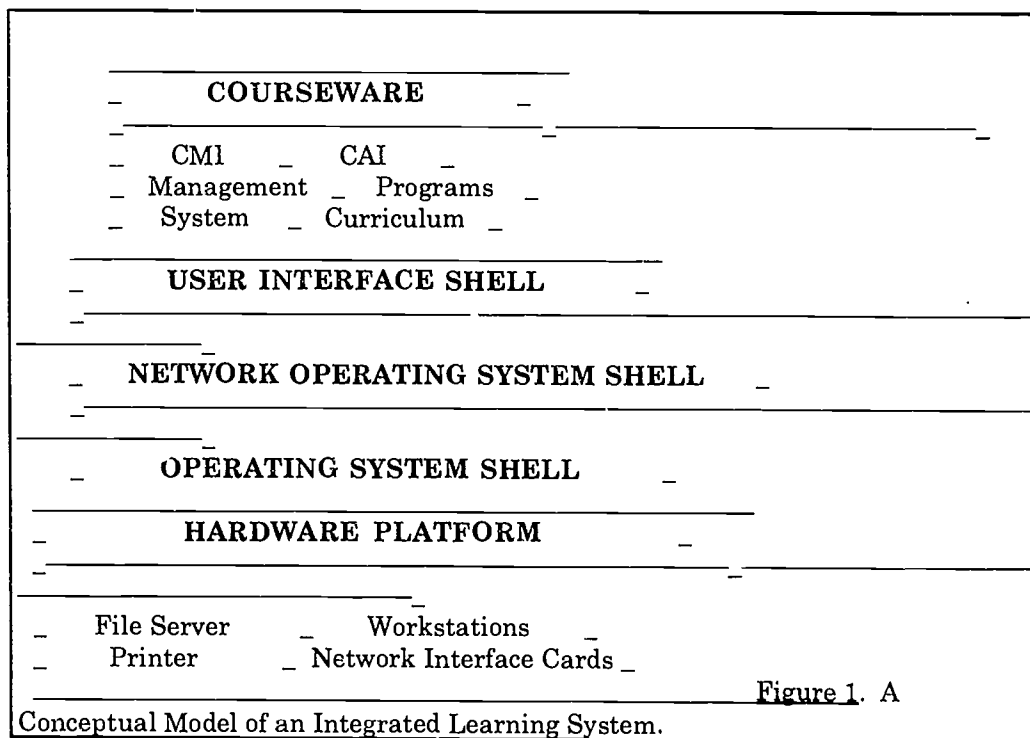 COURSEWARE
CM1 CAI
Management Programs
System Curriculum
USER INTERFACE SHELL
NETWORK OPERATING SYSTEM SHELL
OPERATING SYSTEM SHELL
HARDWARE PLATFORM
File Server Workstations
Printer Network Interface Cards
Figure 1. A
Conceptual Model of an Integrated Learning System.